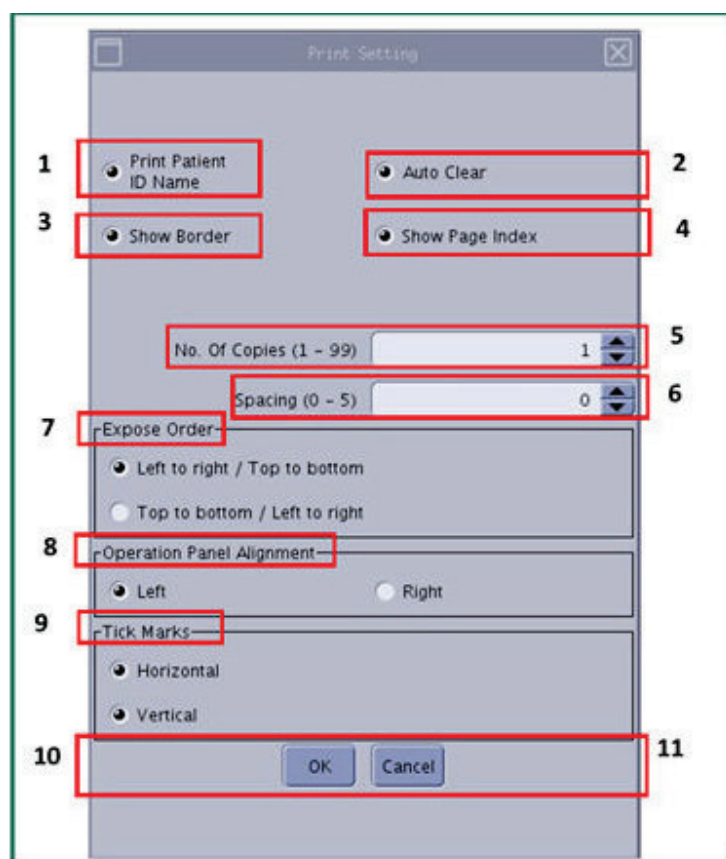 Print Setting
1
Print Patient
ID Name
Auto Clear
2
3
Show Border
Show Page Index
4
No. Of Copies (1 - 99)
1
5
Spacing (0 - 5)
0
6
7
Expose Order
Left to right / Top to bottom
Top to bottom / Left to right
8
Operation Panel Alignment
Left
Right
9
Tick Marks
Horizontal
Vertical
10
OK
Cancel
11